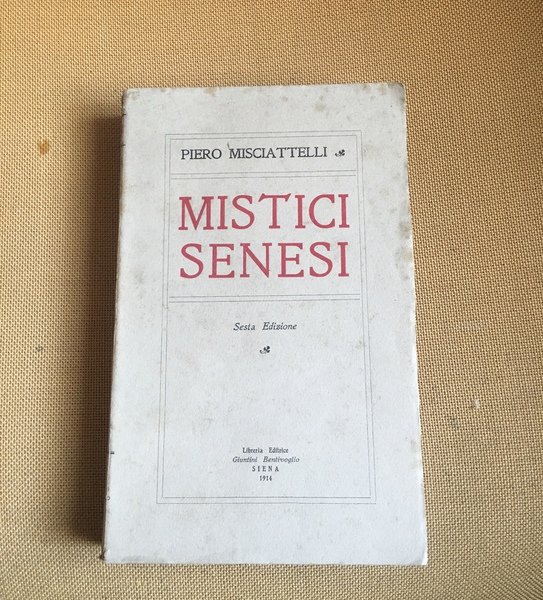 PIERO MISCIATTELLI
MISTICI
SENESI
Sesta Edizione
Libreria Editrice
Giuntini Bentivoglio
SIENA
1914